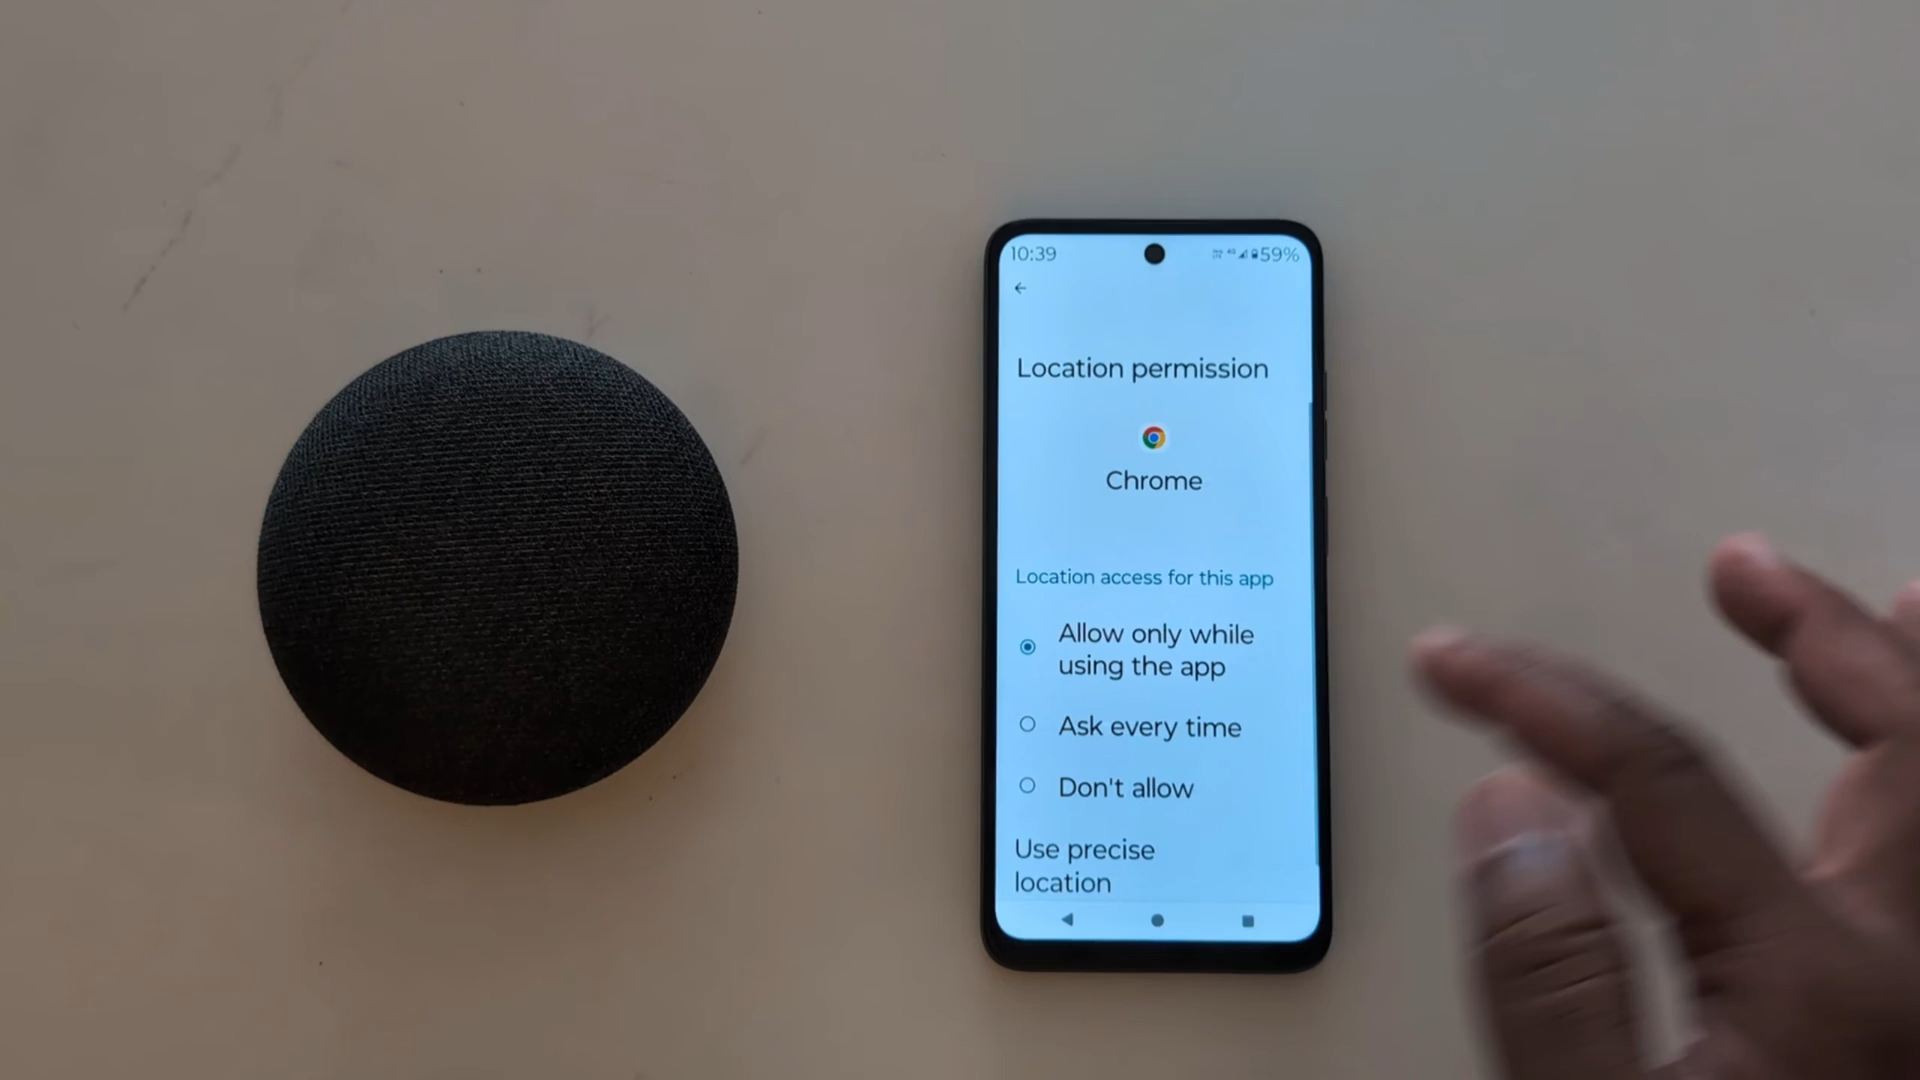 10:39
59%
Location permission
Chrome
Location access for this app
Allow only while
using the app
Ask every time
Don't allow
Use precise
location